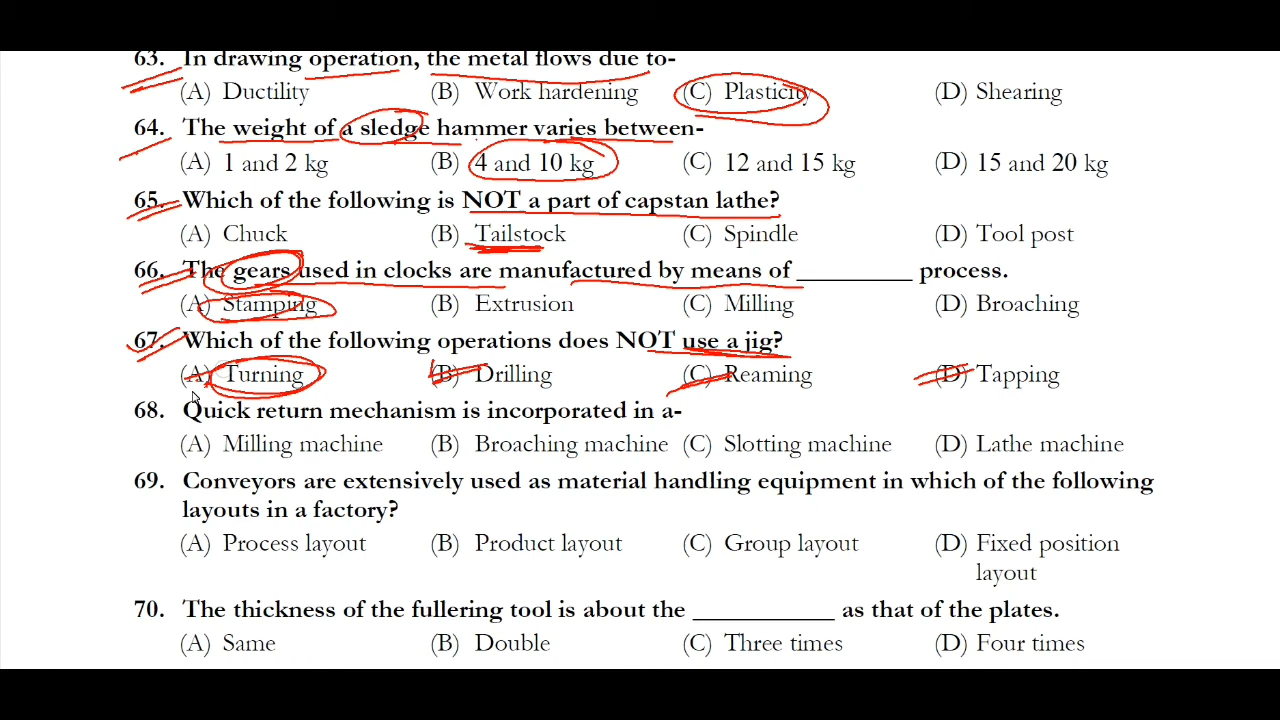 63. In drawing operation, the metal flows due to-
(A) Ductility (B) Work hardening (C) Plasticity (D) Shearing
64. The weight of a sledge hammer varies between-
(A) 1 and 2 kg (B) 4 and 10 kg (C) 12 and 15 kg (D) 15 and 20 kg
65. Which of the following is NOT a part of capstan lathe?
(A) Chuck (B) Tailstock (C) Spindle (D) Tool post
66. The gears used in clocks are manufactured by means of __________ process.
(A) Stamping (B) Extrusion (C) Milling (D) Broaching
67. Which of the following operations does NOT use a jig?
(A) Turning (B) Drilling (C) Reaming (D) Tapping
68. Quick return mechanism is incorporated in a-
(A) Milling machine (B) Broaching machine (C) Slotting machine (D) Lathe machine
69. Conveyors are extensively used as material handling equipment in which of the following
layouts in a factory?
(A) Process layout (B) Product layout (C) Group layout (D) Fixed position
layout
70. The thickness of the fullering tool is about the ____________ as that of the plates.
(A) Same (B) Double (C) Three times (D) Four times